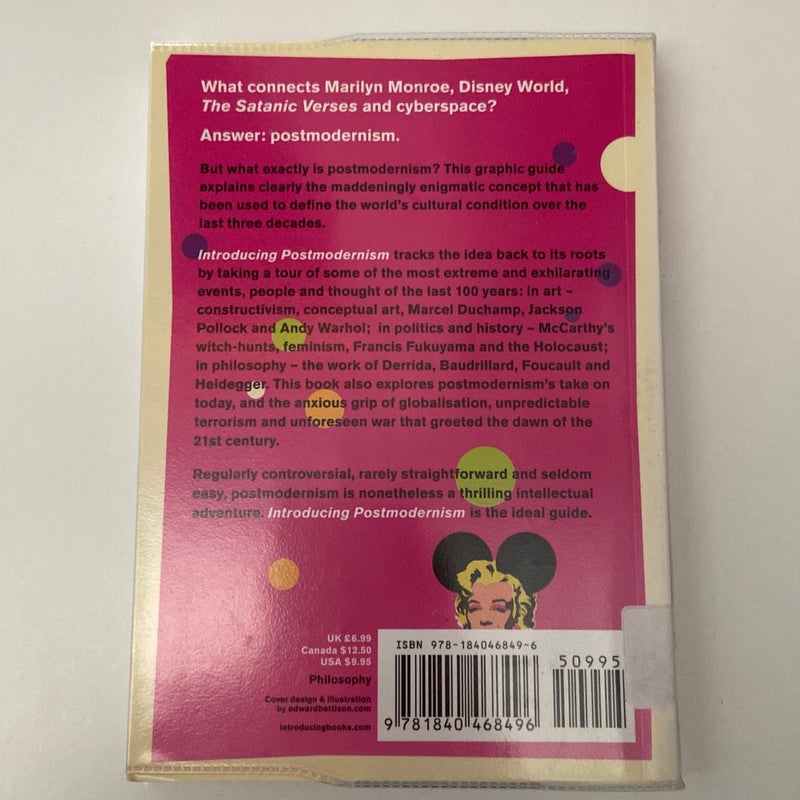 What connects Marilyn Monroe, Disney World,
The Satanic Verses and cyberspace?
Answer: postmodernism.
But what exactly is postmodernism? This graphic guide
explains clearly the maddeningly enigmatic concept that has
been used to define the world's cultural condition over the
last three decades.
Introducing Postmodernism tracks the idea back to its roots
by taking a tour of some of the most extreme and exhilarating
events, people and thought of the last 100 years: in art –
constructivism, conceptual art, Marcel Duchamp, Jackson
Pollock and Andy Warhol; in politics and history – McCarthy's
witch-hunts, feminism, Francis Fukuyama and the Holocaust;
in philosophy – the work of Derrida, Baudrillard, Foucault and
Heidegger. This book also explores postmodernism's take on
today, and the anxious grip of globalisation, unpredictable
terrorism and unforeseen war that greeted the dawn of the
21st century.
Regularly controversial, rarely straightforward and seldom
easy, postmodernism is nonetheless a thrilling intellectual
adventure. Introducing Postmodernism is the ideal guide.
UK £6.99
Canada $12.50
USA $9.95
Philosophy
Cover design & illustration
by edwardbettison.com
introducingbooks.com
ISBN 978-184046849-6
50995
9 781840 468496